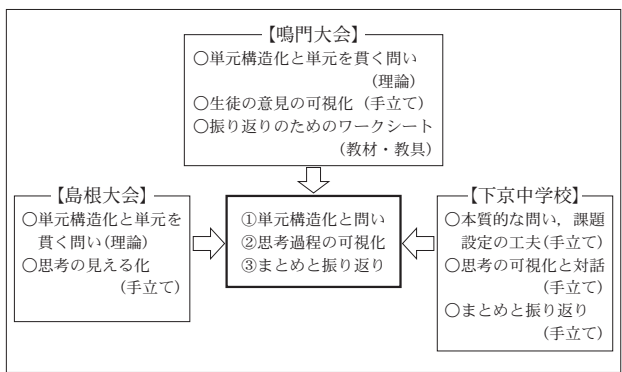 【鳴門大会】
○単元構造化と単元を貫く問い
(理論)
○生徒の意見の可視化 (手立て)
○振り返りのためのワークシート
(教材・教具)
【島根大会】
○単元構造化と単元を
貫く問い(理論)
○思考の見える化
(手立て)
①単元構造化と問い
②思考過程の可視化
③まとめと振り返り
【下京中学校】
○本質的な問い，課題
設定の工夫(手立て)
○思考の可視化と対話
(手立て)
○まとめと振り返り
(手立て)